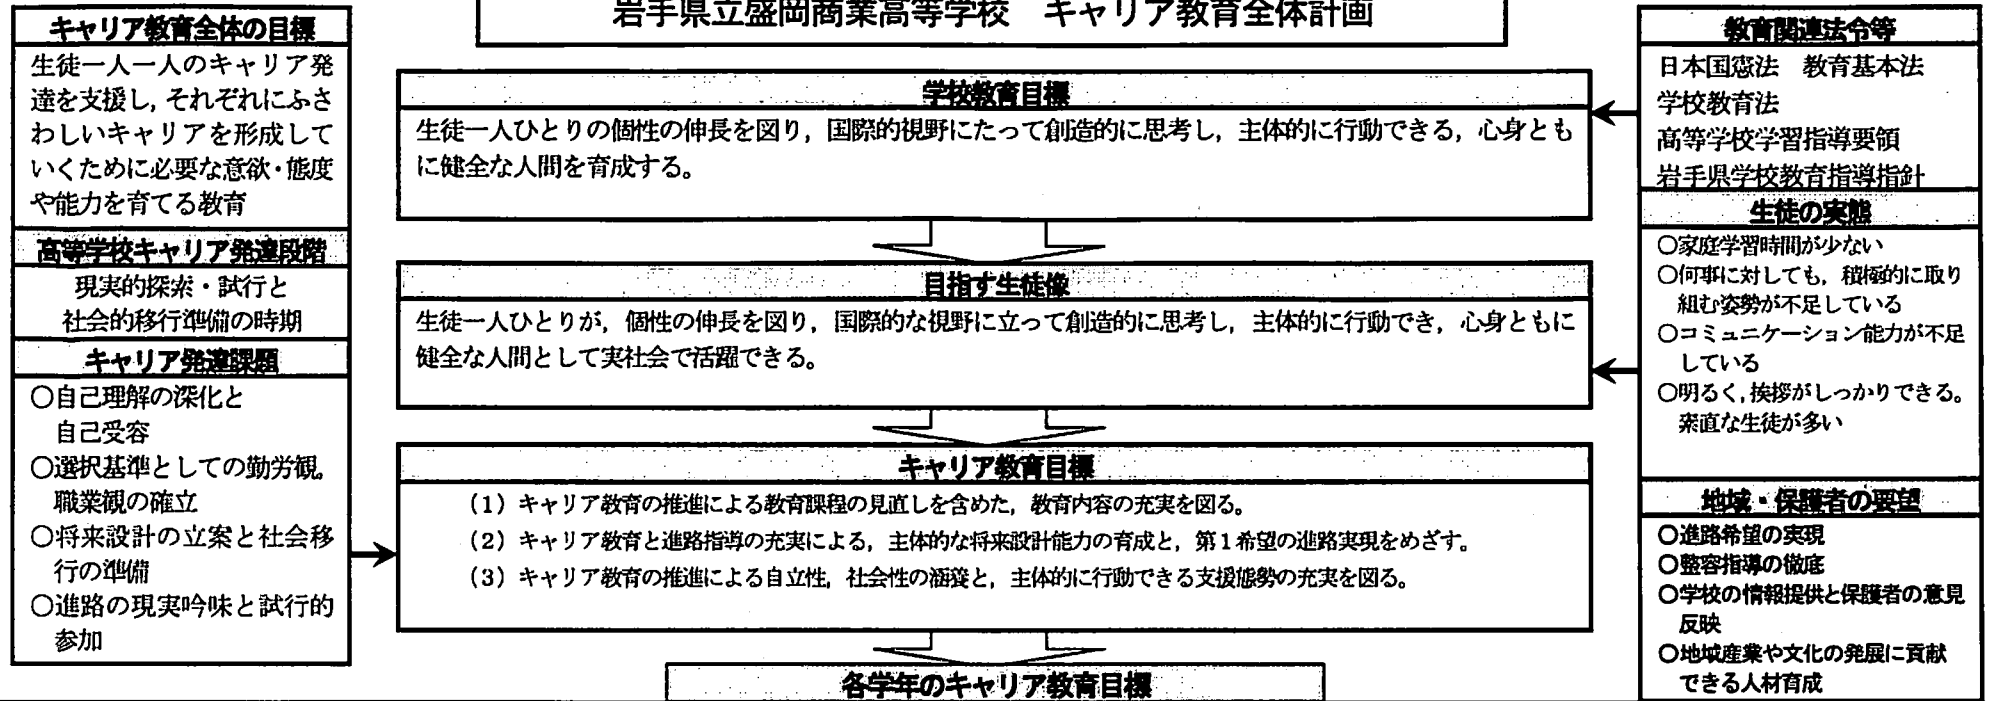 岩手県立盛岡商業高等学校　キャリア教育全体計画
キャリア教育全体の目標
生徒一人一人のキャリア発
達を支援し,それぞれにふさ
わしいキャリアを形成して
いくために必要な意欲・態度
や能力を育てる教育
高等学校キャリア発達段階
現実的探索・試行と
社会的移行準備の時期
キャリア発達課題
○自己理解の深化と
自己受容
○選択基準としての勤労観,
職業観の確立
○将来設計の立案と社会移
行の準備
○進路の現実吟味と試行的
参加
学校教育目標
生徒一人ひとりの個性の伸長を図り，国際的視野にたって創造的に思考し，主体的に行動できる，心身とも
に健全な人間を育成する。
目指す生徒像
生徒一人ひとりが，個性の伸長を図り，国際的な視野に立って創造的に思考し，主体的に行動でき，心身ともに
健全な人間として実社会で活躍できる。
キャリア教育目標
（1）キャリア教育の推進による教育課程の見直しを含めた，教育内容の充実を図る。
（2）キャリア教育と進路指導の充実による，主体的な将来設計能力の育成と，第１希望の進路実現をめざす。
（3）キャリア教育の推進による自立性，社会性の涵養と，主体的に行動できる支援態勢の充実を図る。
各学年のキャリア教育目標
教育関連法令等
日本国憲法　教育基本法
学校教育法
高等学校学習指導要領
岩手県学校教育指導指針
生徒の実態
○家庭学習時間が少ない
○何事に対しても，積極的に取り
組む姿勢が不足している
○コミュニケーション能力が不足
している
○明るく,挨拶がしっかりできる。
素直な生徒が多い
地域・保護者の要望
○進路希望の実現
○整容指導の徹底
○学校の情報提供と保護者の意見
反映
○地域産業や文化の発展に貢献
できる人材育成